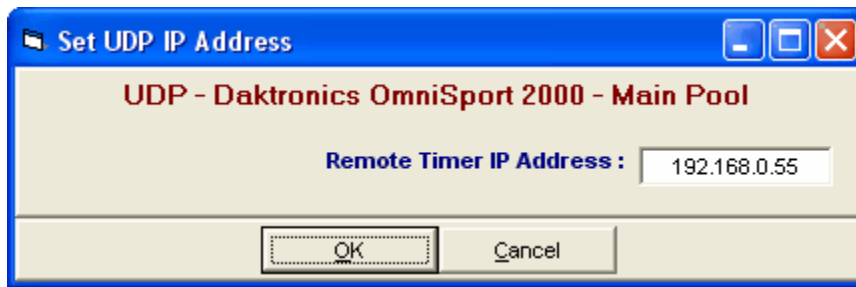 Set UDP IP Address
UDP - Daktronics OmniSport 2000 - Main Pool
Remote Timer IP Address : 192.168.0.55
OK Cancel